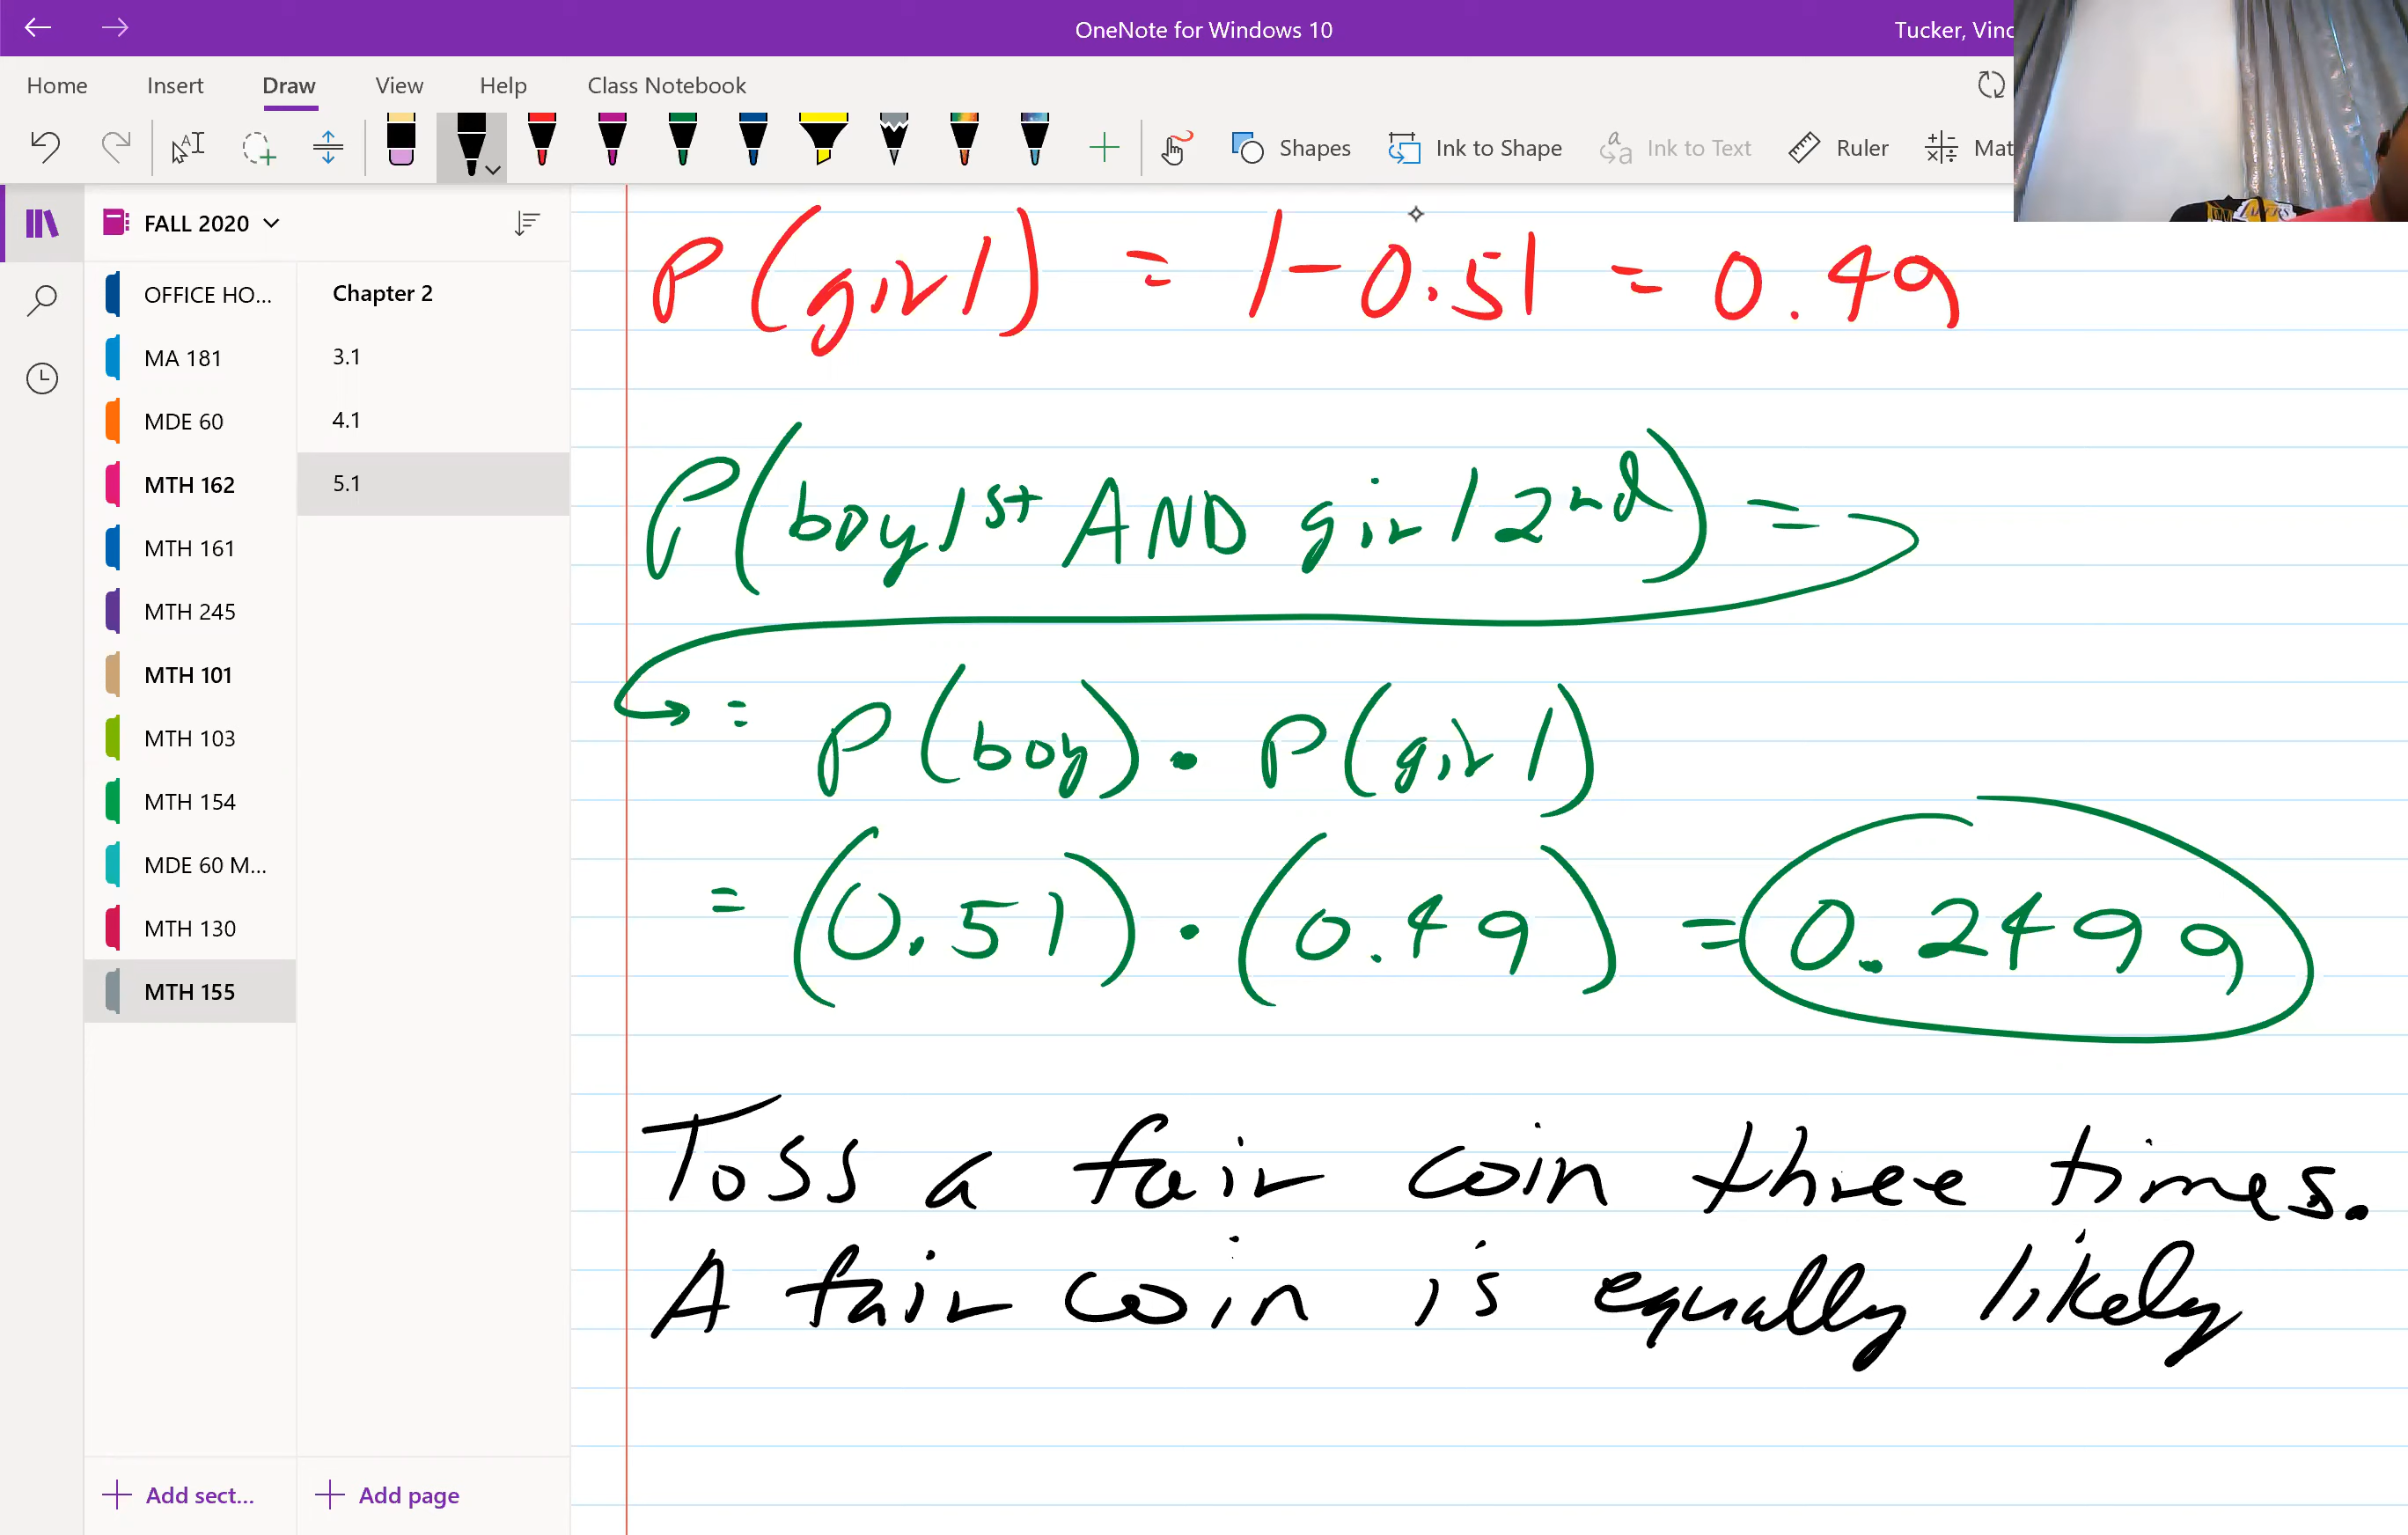 OneNote for Windows 10
Tucker, Vinc
Home Insert Draw View Help Class Notebook
Shapes Ink to Shape Ink to Text Ruler Mat
FALL 2020
OFFICE HO...
MA 181
MDE 60
MTH 162
MTH 161
MTH 245
MTH 101
MTH 103
MTH 154
MDE 60 M...
MTH 130
MTH 155
Add sect...
Chapter 2
3.1
4.1
5.1
Add page
P(girl) = 1-0.51 = 0.49
P(boy 1st AND girl 2nd) =
= P(boy) · P(girl)
= (0.51) · (0.49) = 0.2499
Toss a fair coin three times.
A fair coin is equally likely